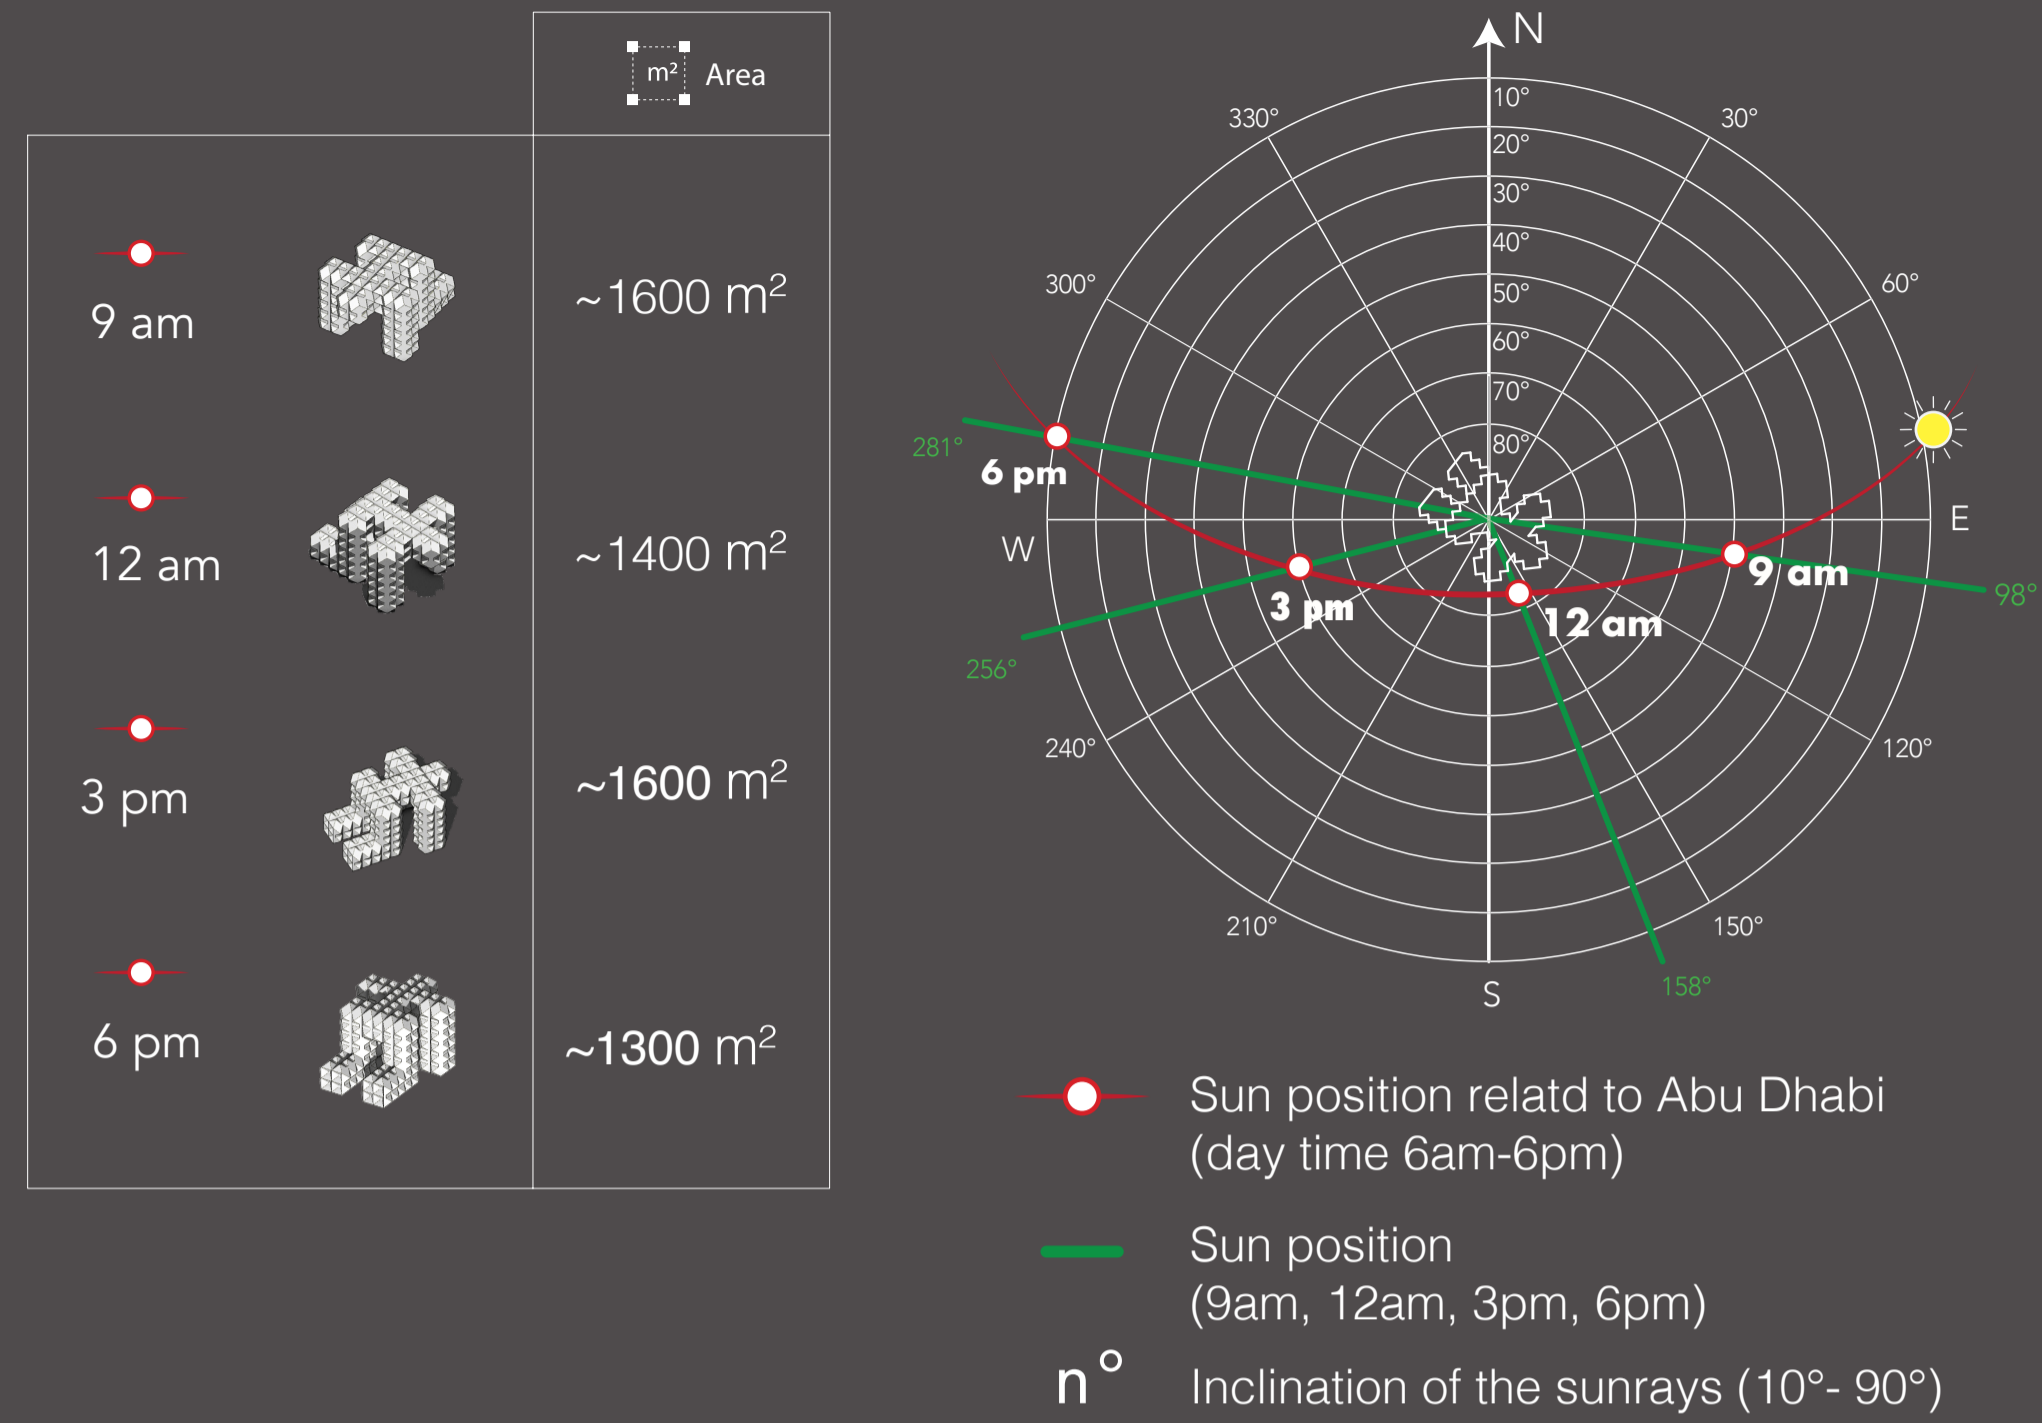 m² Area
9 am
~1600 m²
12 am
~1400 m²
3 pm
~1600 m²
6 pm
~1300 m²
N
10°
20°
30°
40°
50°
60°
70°
80°
330°
30°
300°
60°
281°
6 pm
W
E
9 am
98°
3 pm
12 am
256°
240°
120°
210°
150°
S
158°
Sun position relatd to Abu Dhabi
(day time 6am-6pm)
Sun position
(9am, 12am, 3pm, 6pm)
n° Inclination of the sunrays (10°- 90°)